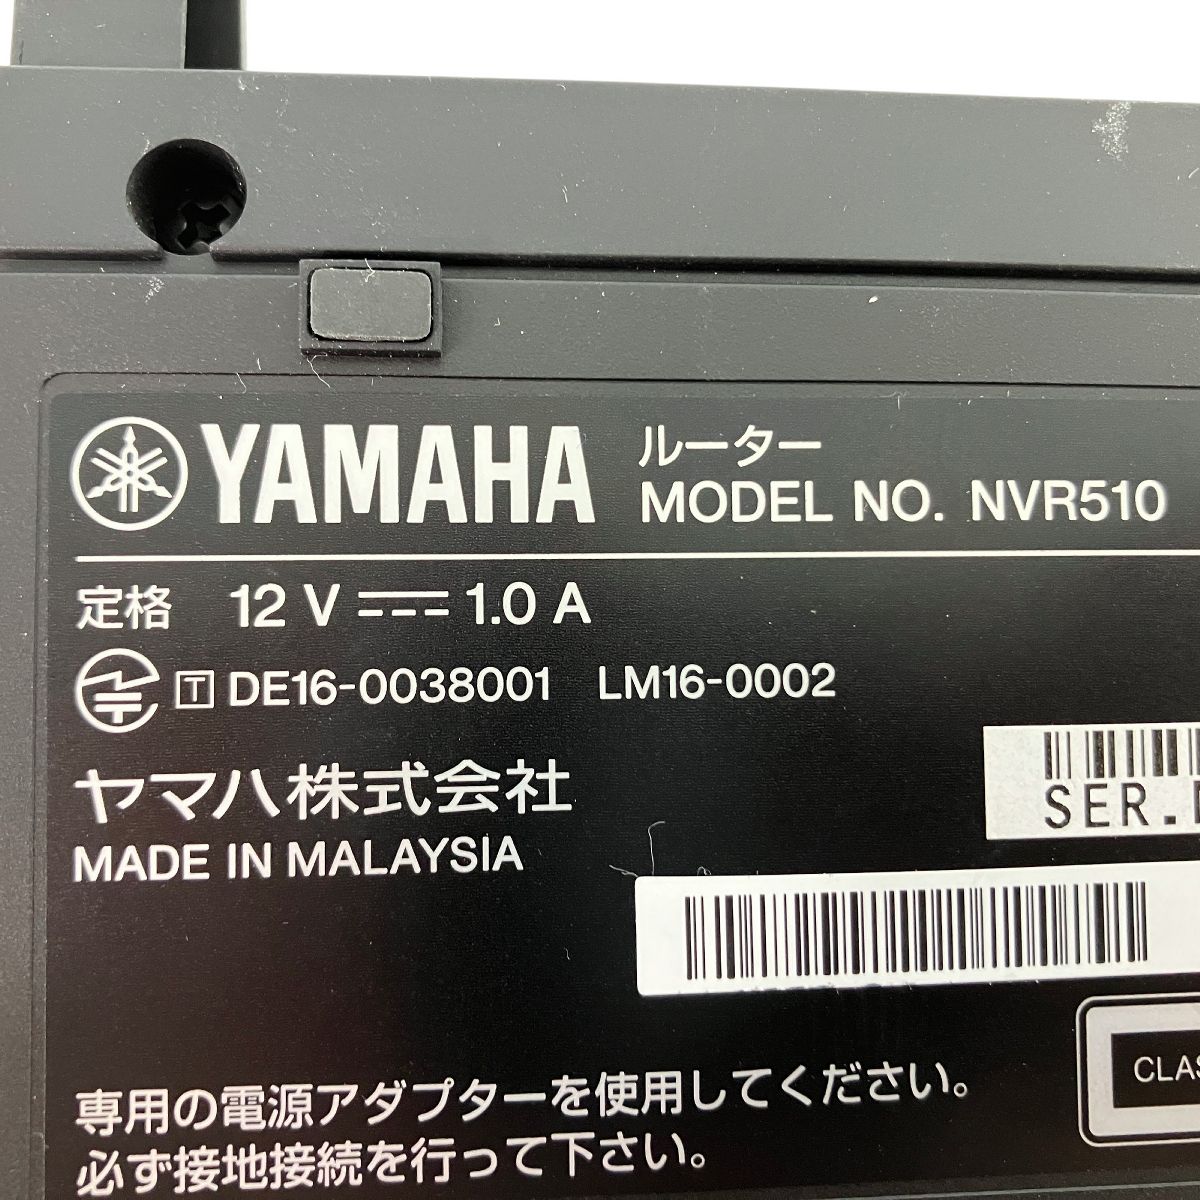 YAMAHA ルーター
MODEL NO. NVR510
定格 12 V ⎓ 1.0 A
T DE16-0038001 LM16-0002
ヤマハ株式会社
MADE IN MALAYSIA
SER.
専用の電源アダプターを使用してください。
必ず接地接続を行って下さい。